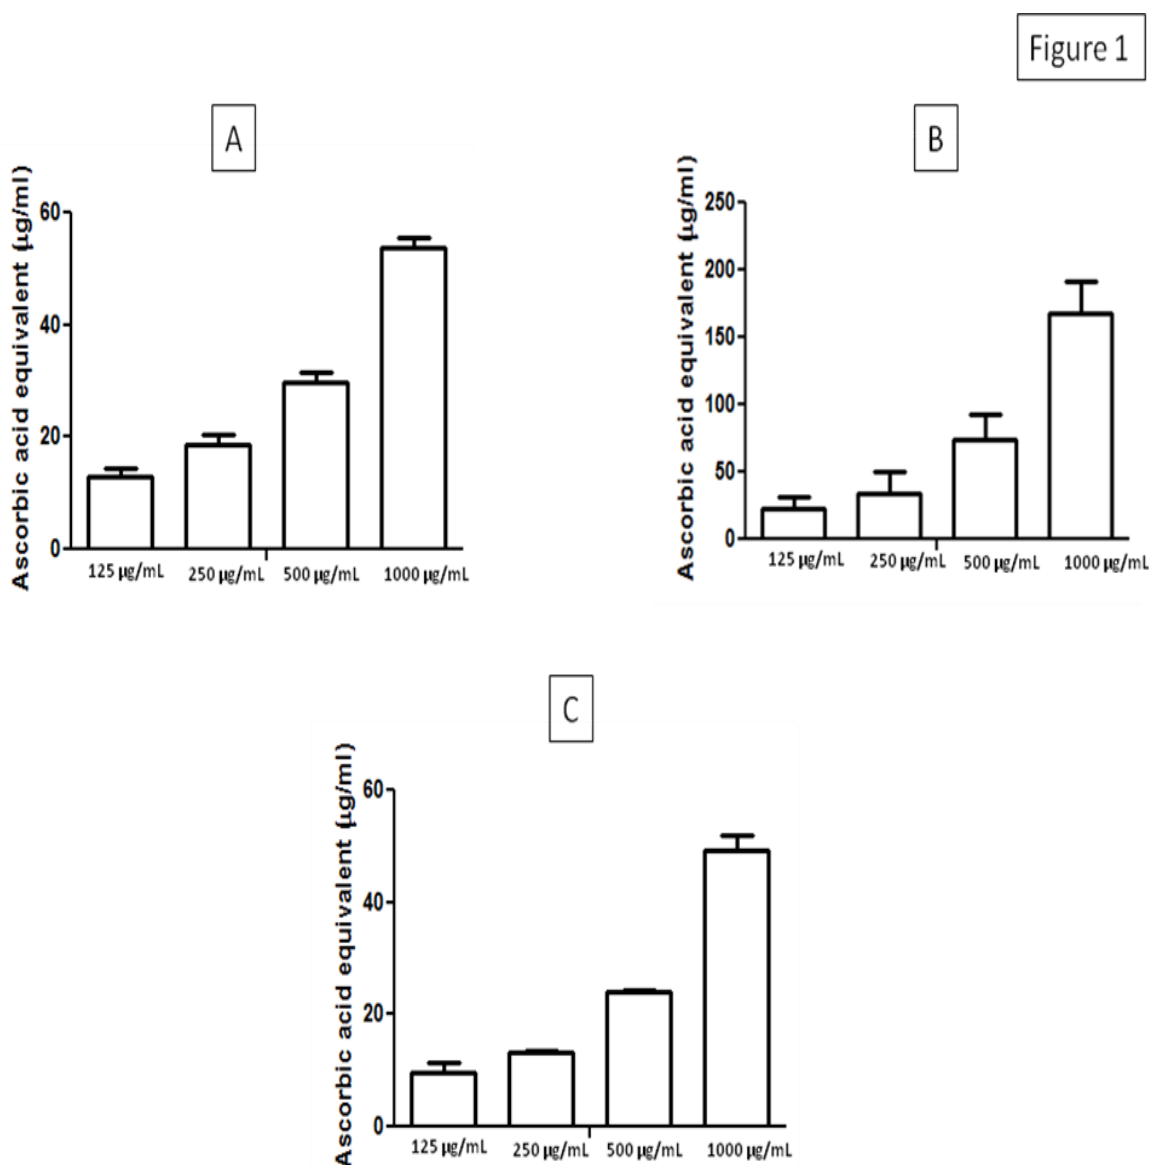 Figure 1
A
Ascorbic acid equivalent (µg/ml)
60
40
20
0
125 µg/mL
250 µg/mL
500 µg/mL
1000 µg/mL
B
Ascorbic acid equivalent (µg/ml)
250
200
150
100
50
0
125 µg/mL
250 µg/mL
500 µg/mL
1000 µg/mL
C
Ascorbic acid equivalent (µg/ml)
60
40
20
0
125 µg/mL
250 µg/mL
500 µg/mL
1000 µg/mL